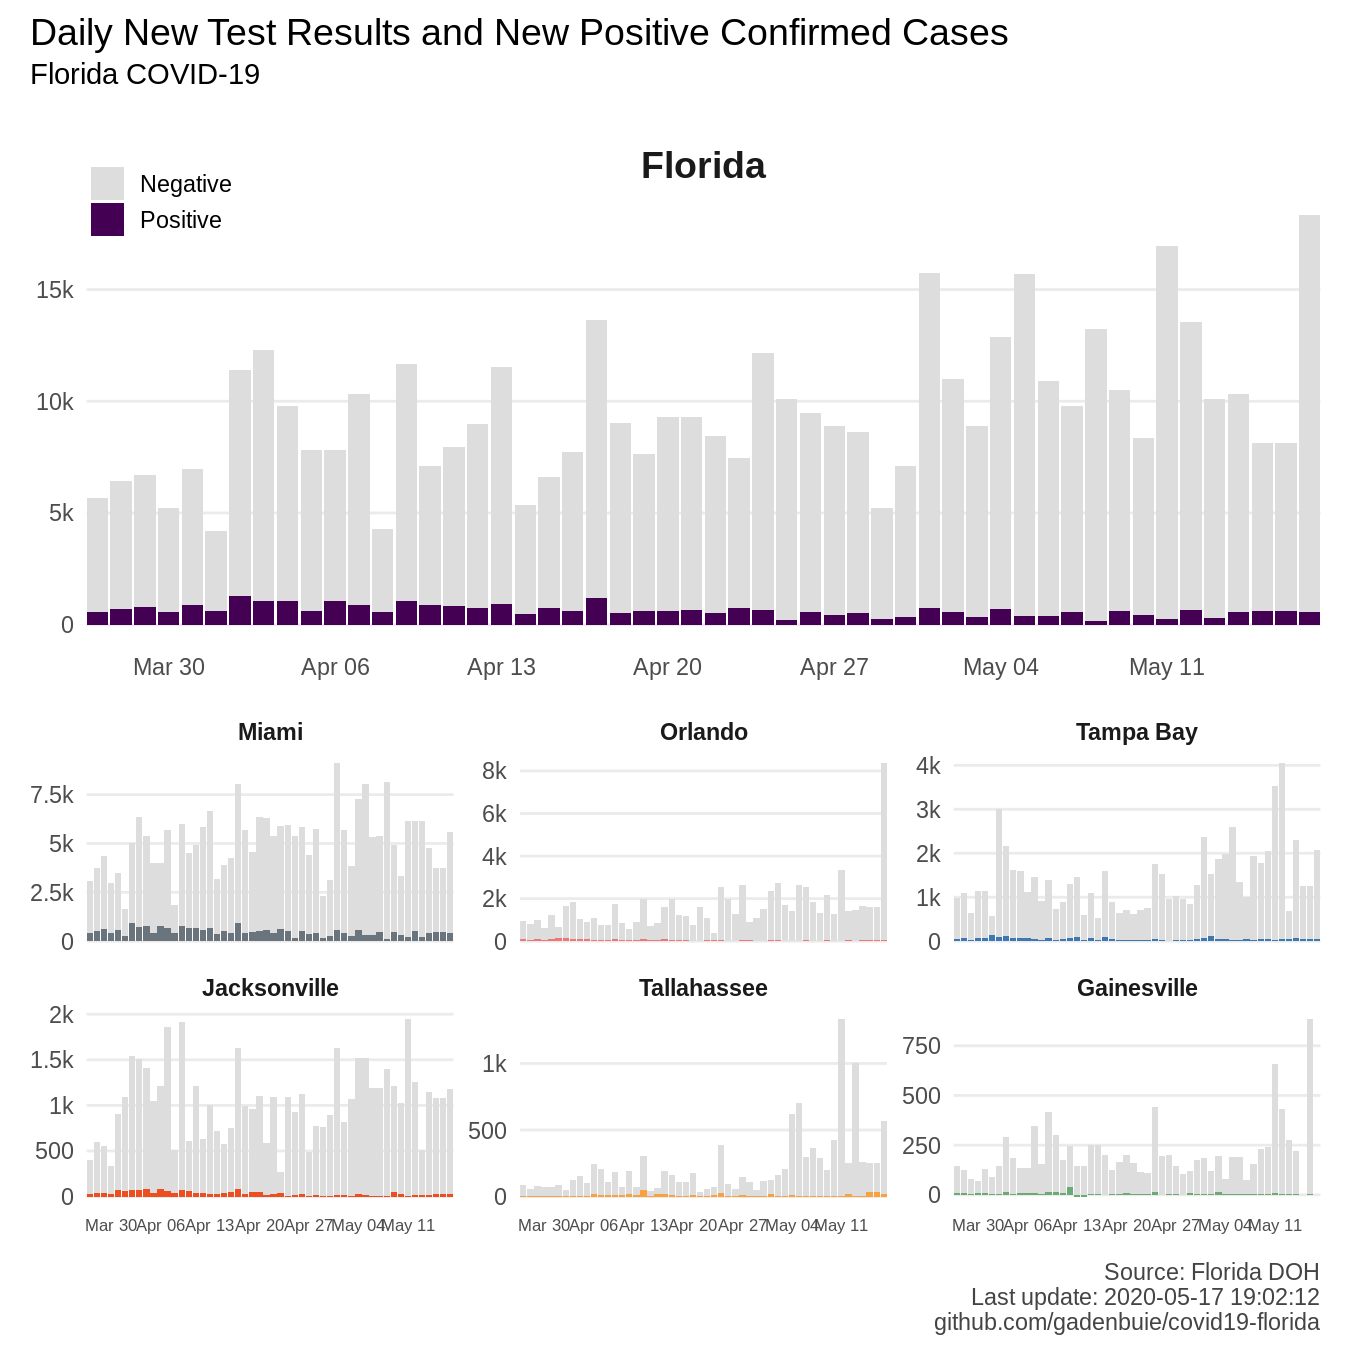 Daily New Test Results and New Positive Confirmed Cases
Florida COVID-19
Florida
Negative
Positive
15k
10k
5k
0
Mar 30 Apr 06 Apr 13 Apr 20 Apr 27 May 04 May 11
Miami Orlando Tampa Bay
7.5k
5k
2.5k
0
8k
6k
4k
2k
0
4k
3k
2k
1k
0
Jacksonville Tallahassee Gainesville
2k
1.5k
1k
500
0
1k
500
0
750
500
250
0
Mar 30 Apr 06 Apr 13 Apr 20 Apr 27 May 04 May 11
Mar 30 Apr 06 Apr 13 Apr 20 Apr 27 May 04 May 11
Mar 30 Apr 06 Apr 13 Apr 20 Apr 27 May 04 May 11
Source: Florida DOH
Last update: 2020-05-17 19:02:12
github.com/gadenbuie/covid19-florida